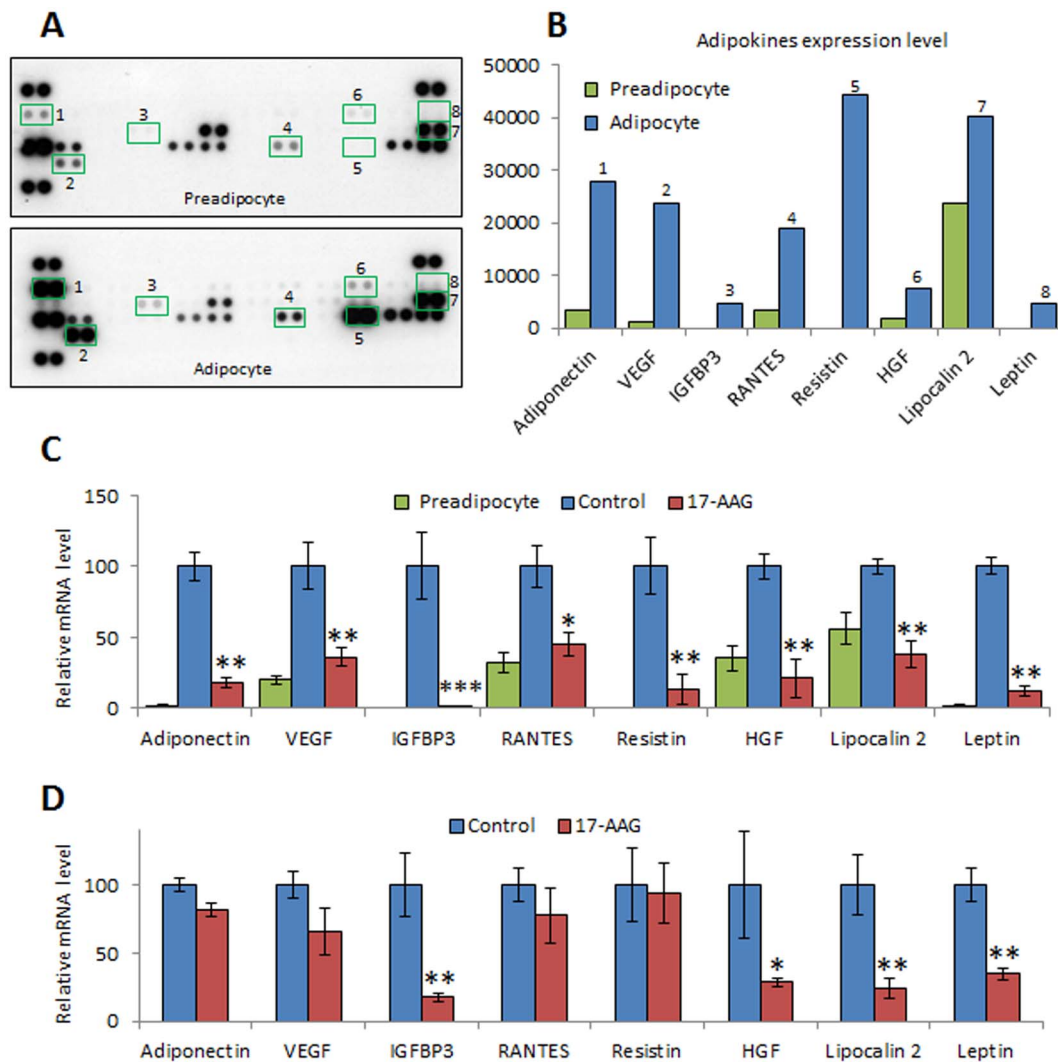 A
1
2
3
4
5
6
7
8
Preadipocyte
1
2
3
4
5
6
7
8
Adipocyte
B
Adipokines expression level
50000
40000
30000
20000
10000
0
Preadipocyte
Adipocyte
1
2
3
4
5
6
7
8
Adiponectin
VEGF
IGFBP3
RANTES
Resistin
HGF
Lipocalin 2
Leptin
C
Relative mRNA level
150
100
50
0
Preadipocyte Control 17-AAG
** ** *** * ** ** ** **
Adiponectin VEGF IGFBP3 RANTES Resistin HGF Lipocalin 2 Leptin
D
Relative mRNA level
100
50
0
Control 17-AAG
** * ** **
Adiponectin VEGF IGFBP3 RANTES Resistin HGF Lipocalin 2 Leptin